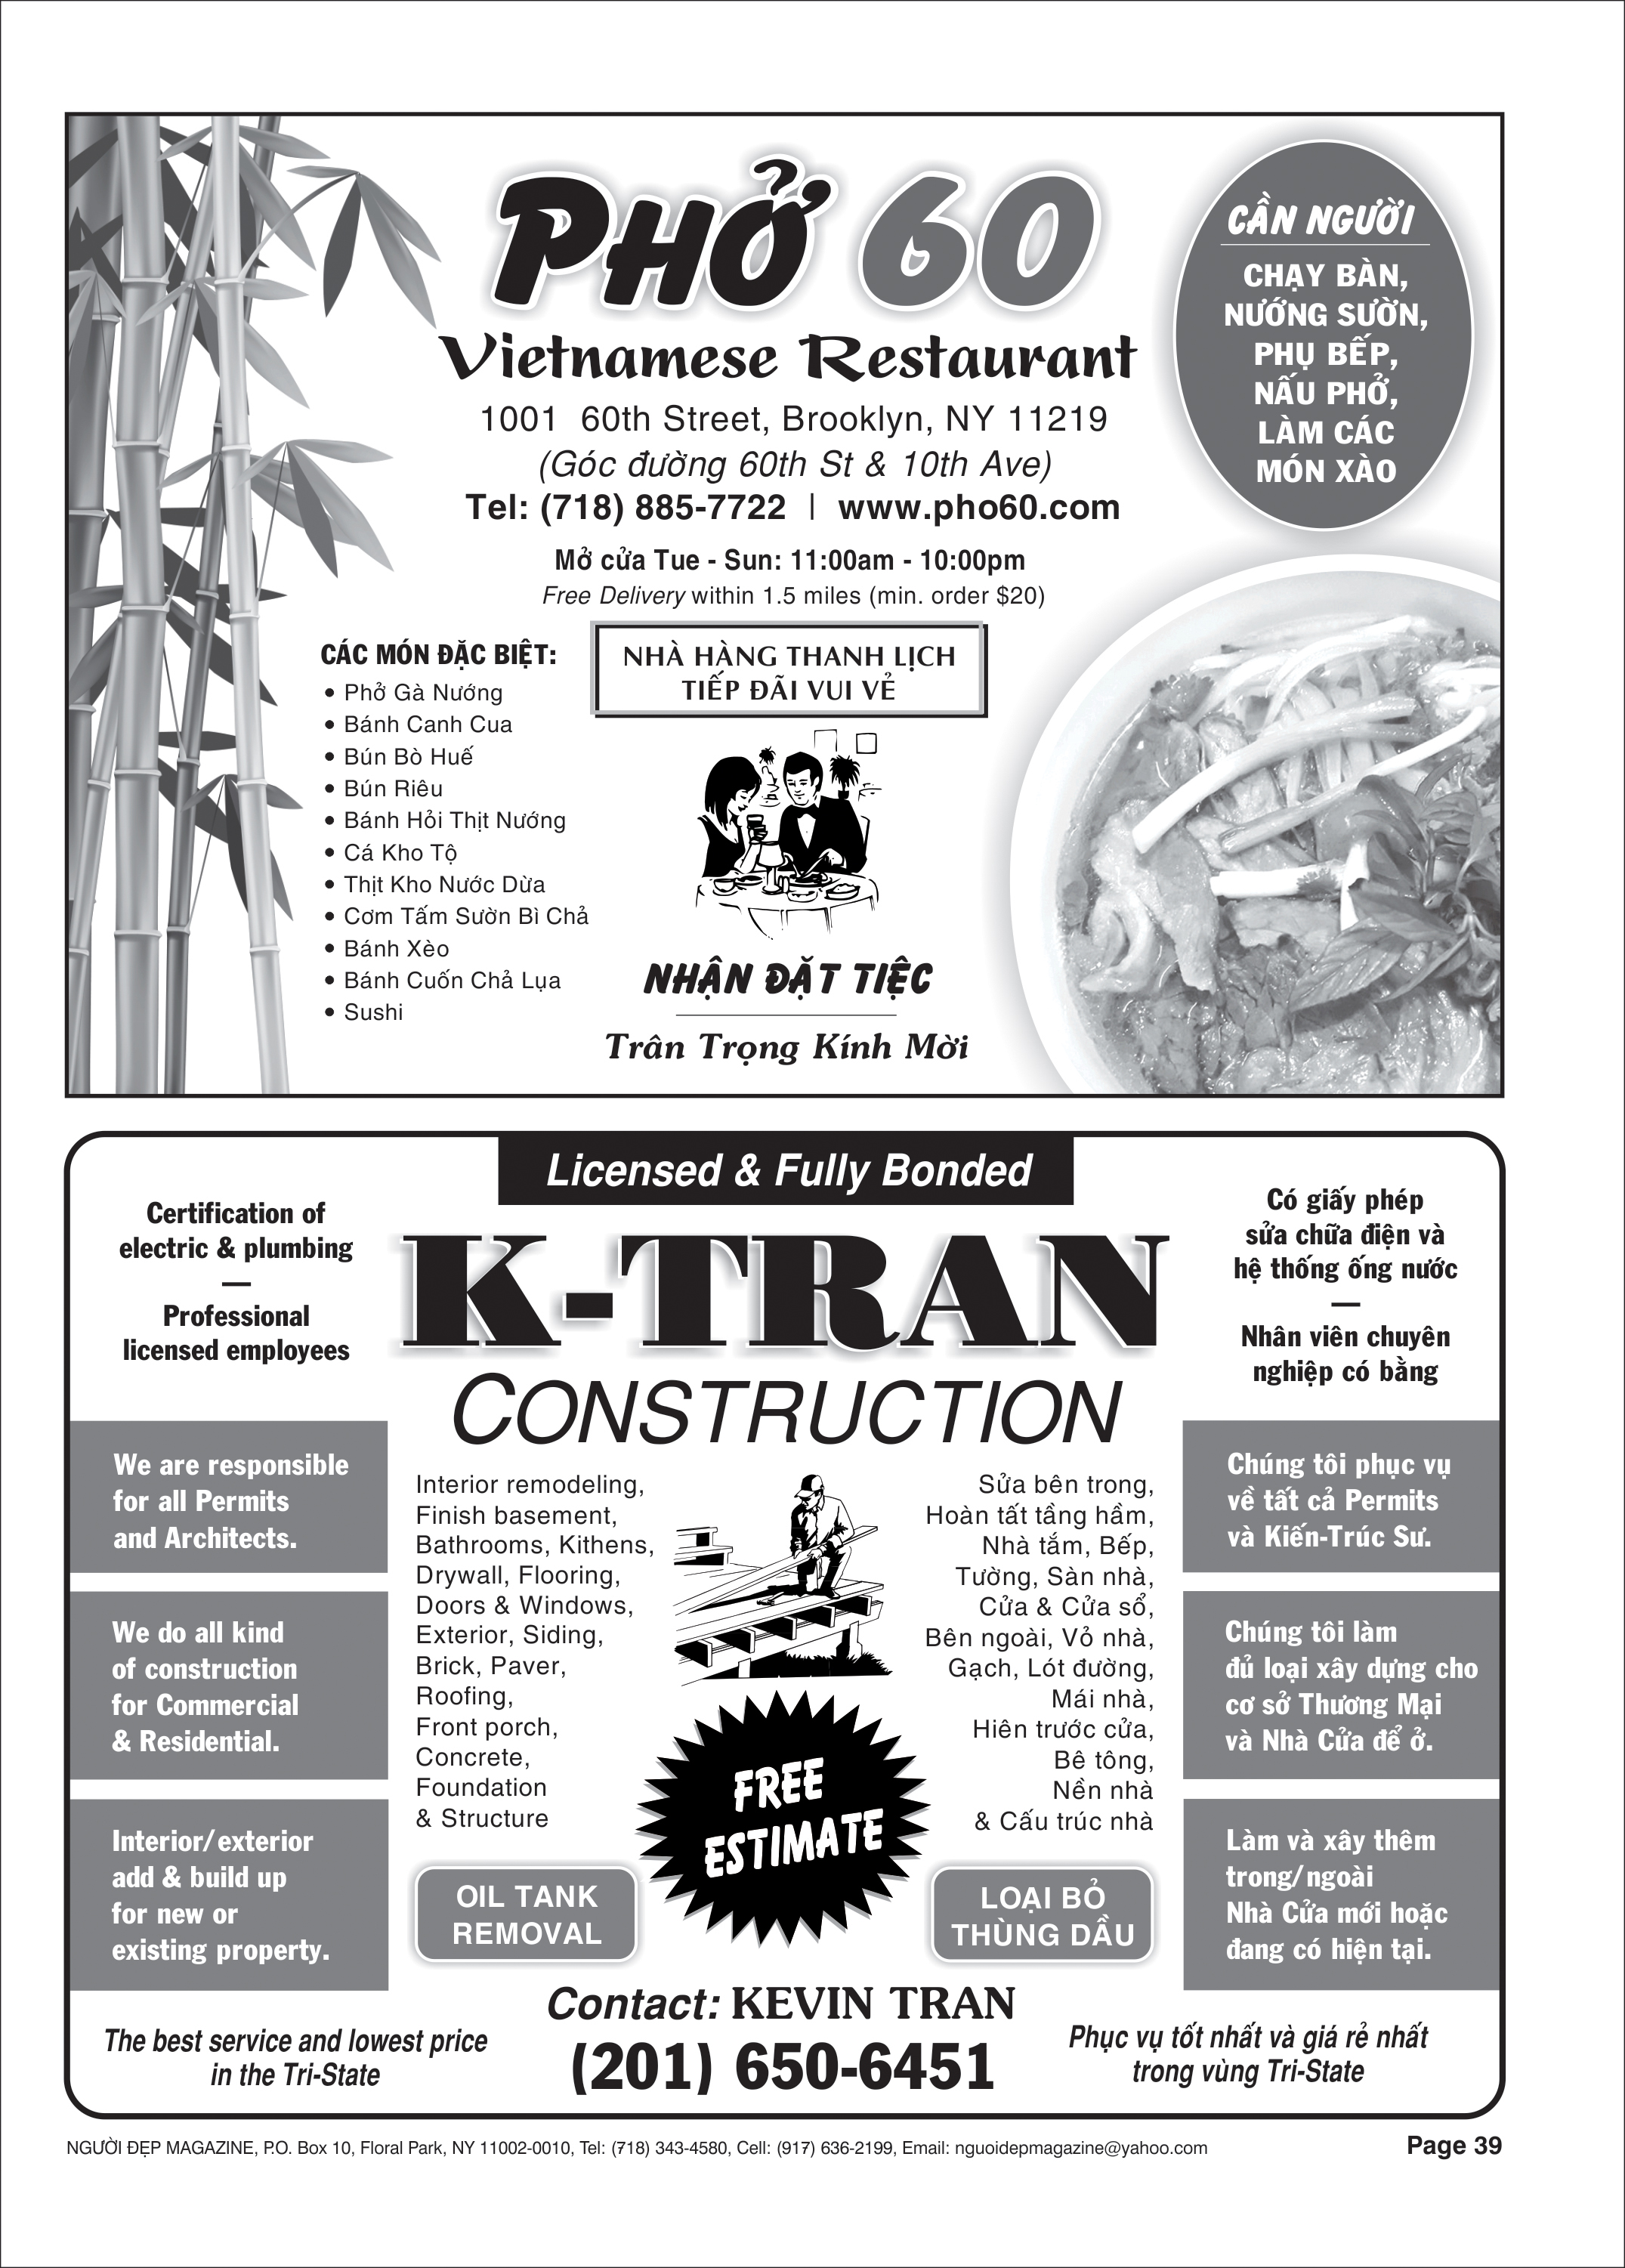 PHỞ 60
Vietnamese Restaurant
1001 60th Street, Brooklyn, NY 11219
(Góc đường 60th St & 10th Ave)
Tel: (718) 885-7722 | www.pho60.com
Mở cửa Tue - Sun: 11:00am - 10:00pm
Free Delivery within 1.5 miles (min. order $20)
CẦN NGƯỜI
CHẠY BÀN,
NƯỚNG SƯỜN,
PHỤ BẾP,
NẤU PHỞ,
LÀM CÁC
MÓN XÀO
CÁC MÓN ĐẶC BIỆT:
• Phở Gà Nướng
• Bánh Canh Cua
• Bún Bò Huế
• Bún Riêu
• Bánh Hỏi Thịt Nướng
• Cá Kho Tộ
• Thịt Kho Nước Dừa
• Cơm Tấm Sườn Bì Chả
• Bánh Xèo
• Bánh Cuốn Chả Lụa
• Sushi
NHÀ HÀNG THANH LỊCH
TIẾP ĐÃI VUI VẺ
NHẬN ĐẶT TIỆC
Trân Trọng Kính Mời
Licensed & Fully Bonded
K-TRAN
CONSTRUCTION
Certification of
electric & plumbing
—
Professional
licensed employees
Có giấy phép
sửa chữa điện và
hệ thống ống nước
—
Nhân viên chuyên
nghiệp có bằng
We are responsible
for all Permits
and Architects.
We do all kind
of construction
for Commercial
& Residential.
Interior/exterior
add & build up
for new or
existing property.
Interior remodeling,
Finish basement,
Bathrooms, Kithens,
Drywall, Flooring,
Doors & Windows,
Exterior, Siding,
Brick, Paver,
Roofing,
Front porch,
Concrete,
Foundation
& Structure
Sửa bên trong,
Hoàn tất tầng hầm,
Nhà tắm, Bếp,
Tường, Sàn nhà,
Cửa & Cửa sổ,
Bên ngoài, Vỏ nhà,
Gạch, Lót đường,
Mái nhà,
Hiên trước cửa,
Bê tông,
Nền nhà
& Cấu trúc nhà
Chúng tôi phục vụ
về tất cả Permits
và Kiến-Trúc Sư.
Chúng tôi làm
đủ loại xây dựng cho
cơ sở Thương Mại
và Nhà Cửa để ở.
Làm và xây thêm
trong/ngoài
Nhà Cửa mới hoặc
đang có hiện tại.
FREE
ESTIMATE
OIL TANK
REMOVAL
LOẠI BỎ
THÙNG DẦU
Contact: KEVIN TRAN
(201) 650-6451
The best service and lowest price
in the Tri-State
Phục vụ tốt nhất và giá rẻ nhất
trong vùng Tri-State
NGƯỜI ĐẸP MAGAZINE, P.O. Box 10, Floral Park, NY 11002-0010, Tel: (718) 343-4580, Cell: (917) 636-2199, Email: nguoidepmagazine@yahoo.com
Page 39